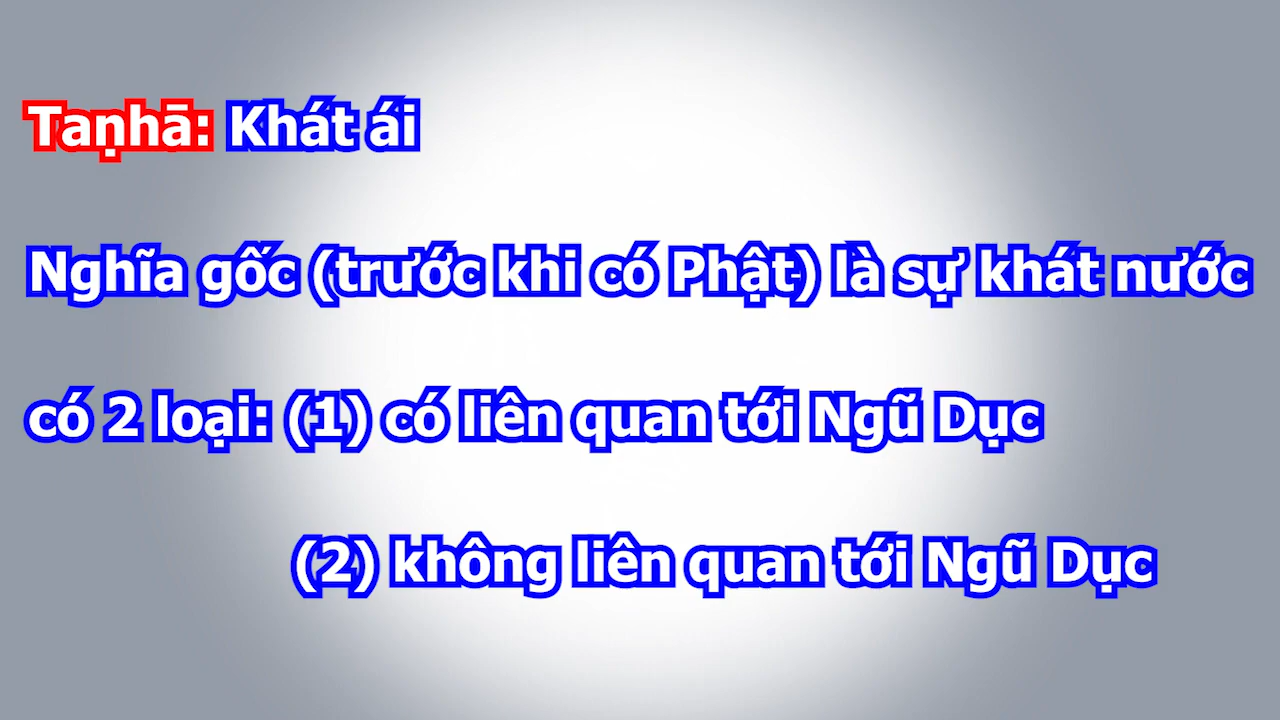 Taṇhā: Khát ái
Nghĩa gốc (trước khi có Phật) là sự khát nước
có 2 loại: (1) có liên quan tới Ngũ Dục
(2) không liên quan tới Ngũ Dục